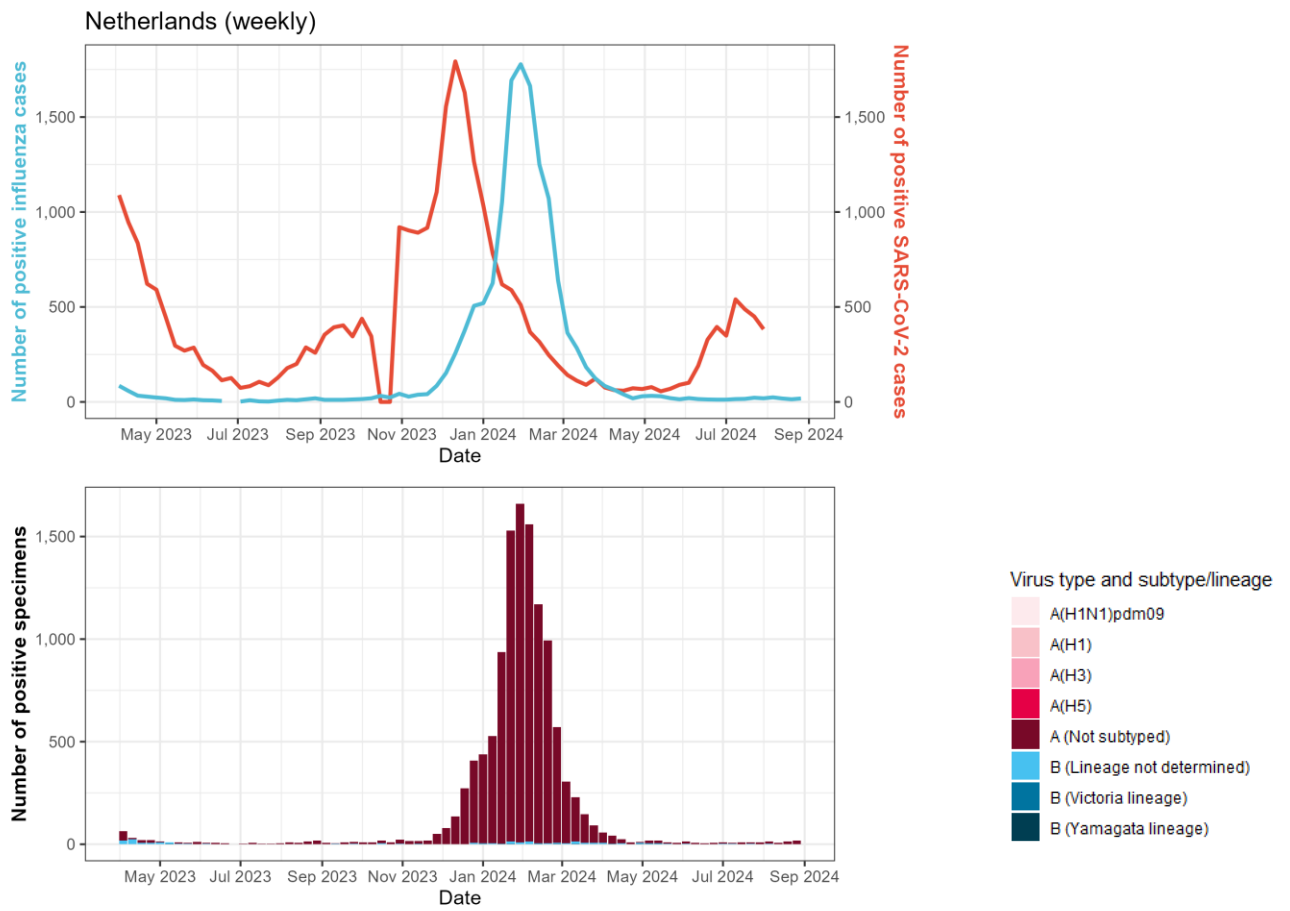 Netherlands (weekly)
Number of positive influenza cases
1,500
1,000
500
0
1,500
1,000
500
0
Number of positive SARS-CoV-2 cases
May 2023 Jul 2023 Sep 2023 Nov 2023 Jan 2024 Mar 2024 May 2024 Jul 2024 Sep 2024
Date
Number of positive specimens
1,500
1,000
500
0
May 2023 Jul 2023 Sep 2023 Nov 2023 Jan 2024 Mar 2024 May 2024 Jul 2024 Sep 2024
Date
Virus type and subtype/lineage
A(H1N1)pdm09
A(H1)
A(H3)
A(H5)
A (Not subtyped)
B (Lineage not determined)
B (Victoria lineage)
B (Yamagata lineage)